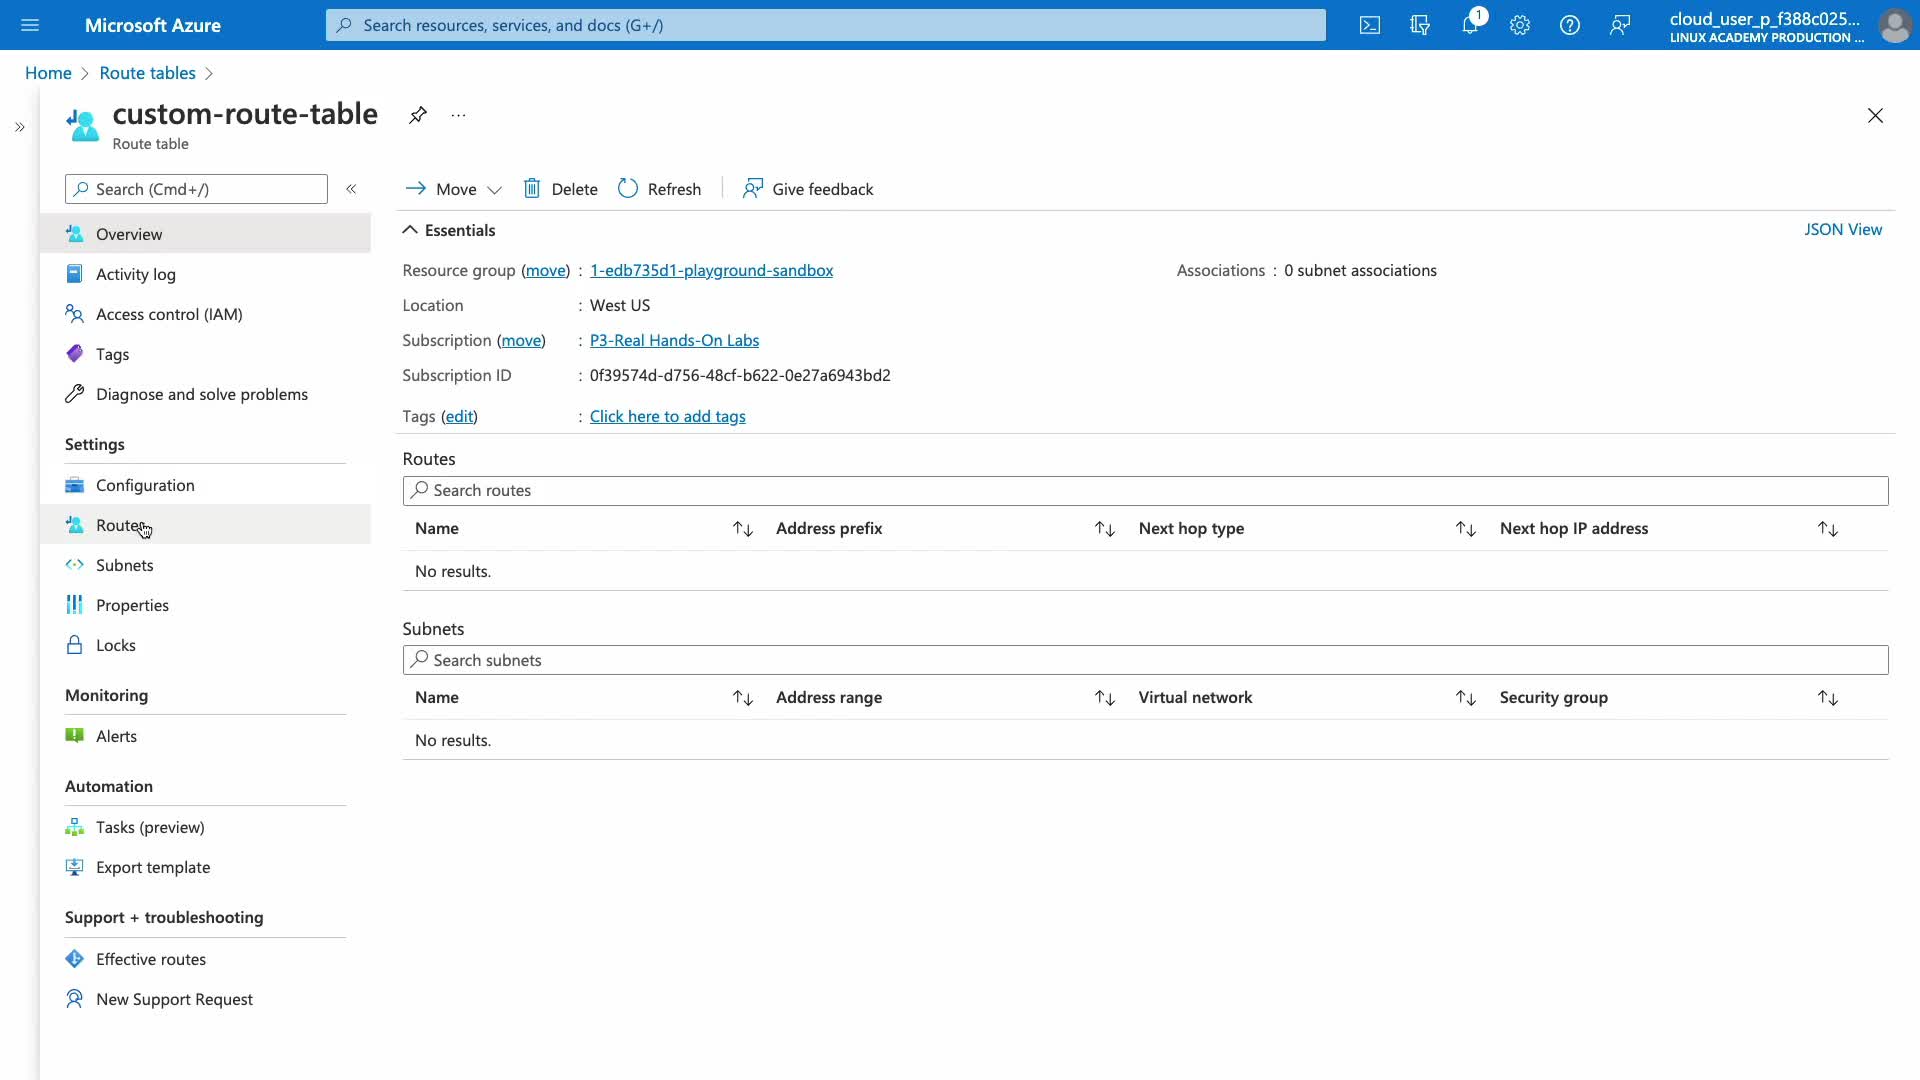 Microsoft Azure
Search resources, services, and docs (G+/)
1
cloud_user_p_f388c025...
LINUX ACADEMY PRODUCTION ...
Home
Route tables
custom-route-table
...
Route table
Search (Cmd+/)
«
Move
Delete
Refresh
Give feedback
Overview
Activity log
Access control (IAM)
Tags
Diagnose and solve problems
Settings
Configuration
Routes
Subnets
Properties
Locks
Monitoring
Alerts
Automation
Tasks (preview)
Export template
Support + troubleshooting
Effective routes
New Support Request
Essentials
JSON View
Resource group (move) : 1-edb735d1-playground-sandbox
Associations : 0 subnet associations
Location : West US
Subscription (move) : P3-Real Hands-On Labs
Subscription ID : 0f39574d-d756-48cf-b622-0e27a6943bd2
Tags (edit) : Click here to add tags
Routes
Search routes
Name Address prefix Next hop type Next hop IP address
No results.
Subnets
Search subnets
Name Address range Virtual network Security group
No results.